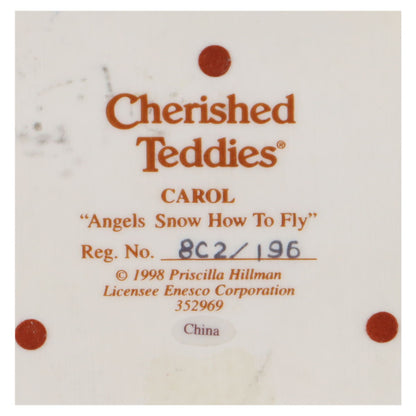 Cherished
Teddies®
CAROL
"Angels Snow How To Fly"
Reg. No. 8C2/196
© 1998 Priscilla Hillman
Licensee Enesco Corporation
352969
China